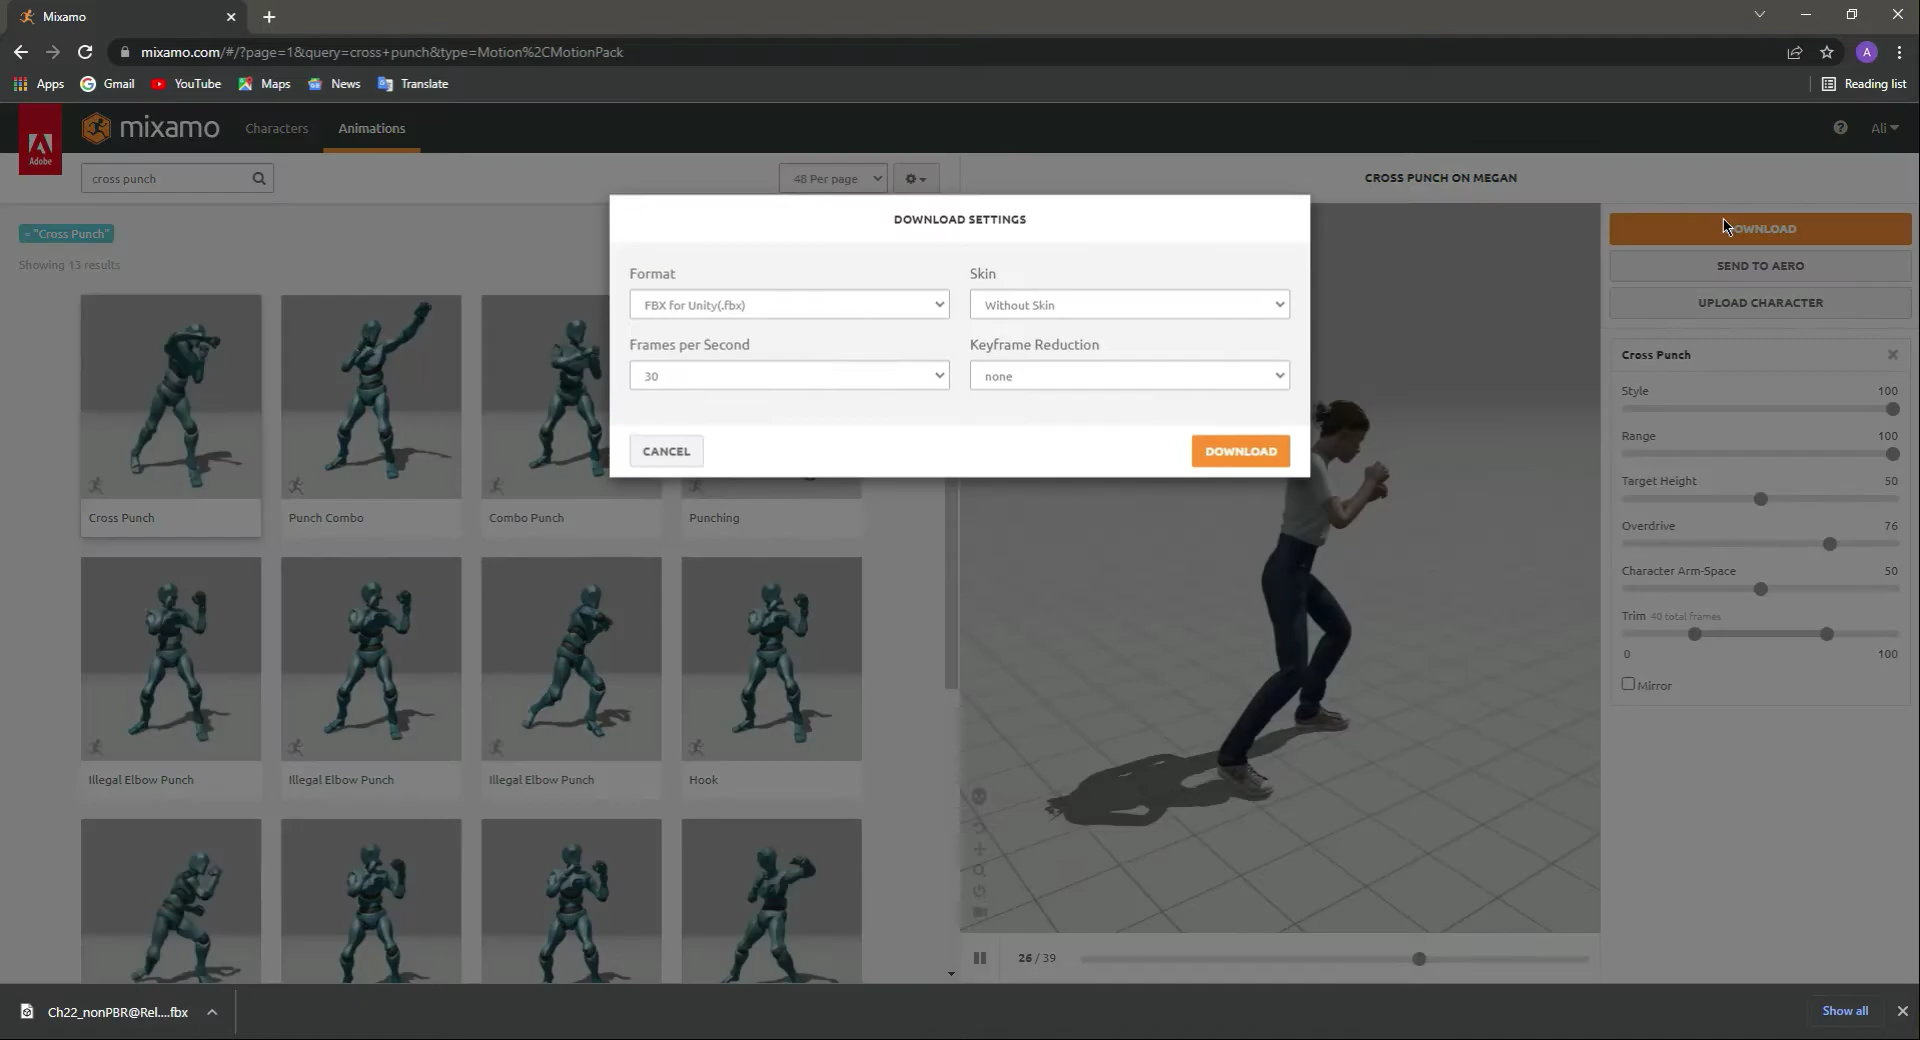 Mixamo
mixamo.com/#/?page=1&query=cross+punch&type=Motion%2CMotionPack
A
Apps
Gmail
YouTube
Maps
News
Translate
Reading list
Adobe
mixamo
Characters
Animations
Ali
cross punch
48 Per page
CROSS PUNCH ON MEGAN
= "Cross Punch"
Showing 13 results
DOWNLOAD SETTINGS
Format
Skin
FBX for Unity(.fbx)
Without Skin
Frames per Second
Keyframe Reduction
30
none
CANCEL
DOWNLOAD
DOWNLOAD
SEND TO AERO
UPLOAD CHARACTER
Cross Punch
Style 100
Range 100
Target Height 50
Overdrive 76
Character Arm-Space 50
Trim 40 total frames
0 100
Mirror
Cross Punch
Punch Combo
Combo Punch
Punching
Illegal Elbow Punch
Illegal Elbow Punch
Illegal Elbow Punch
Hook
26 / 39
Ch22_nonPBR@Rel....fbx
Show all